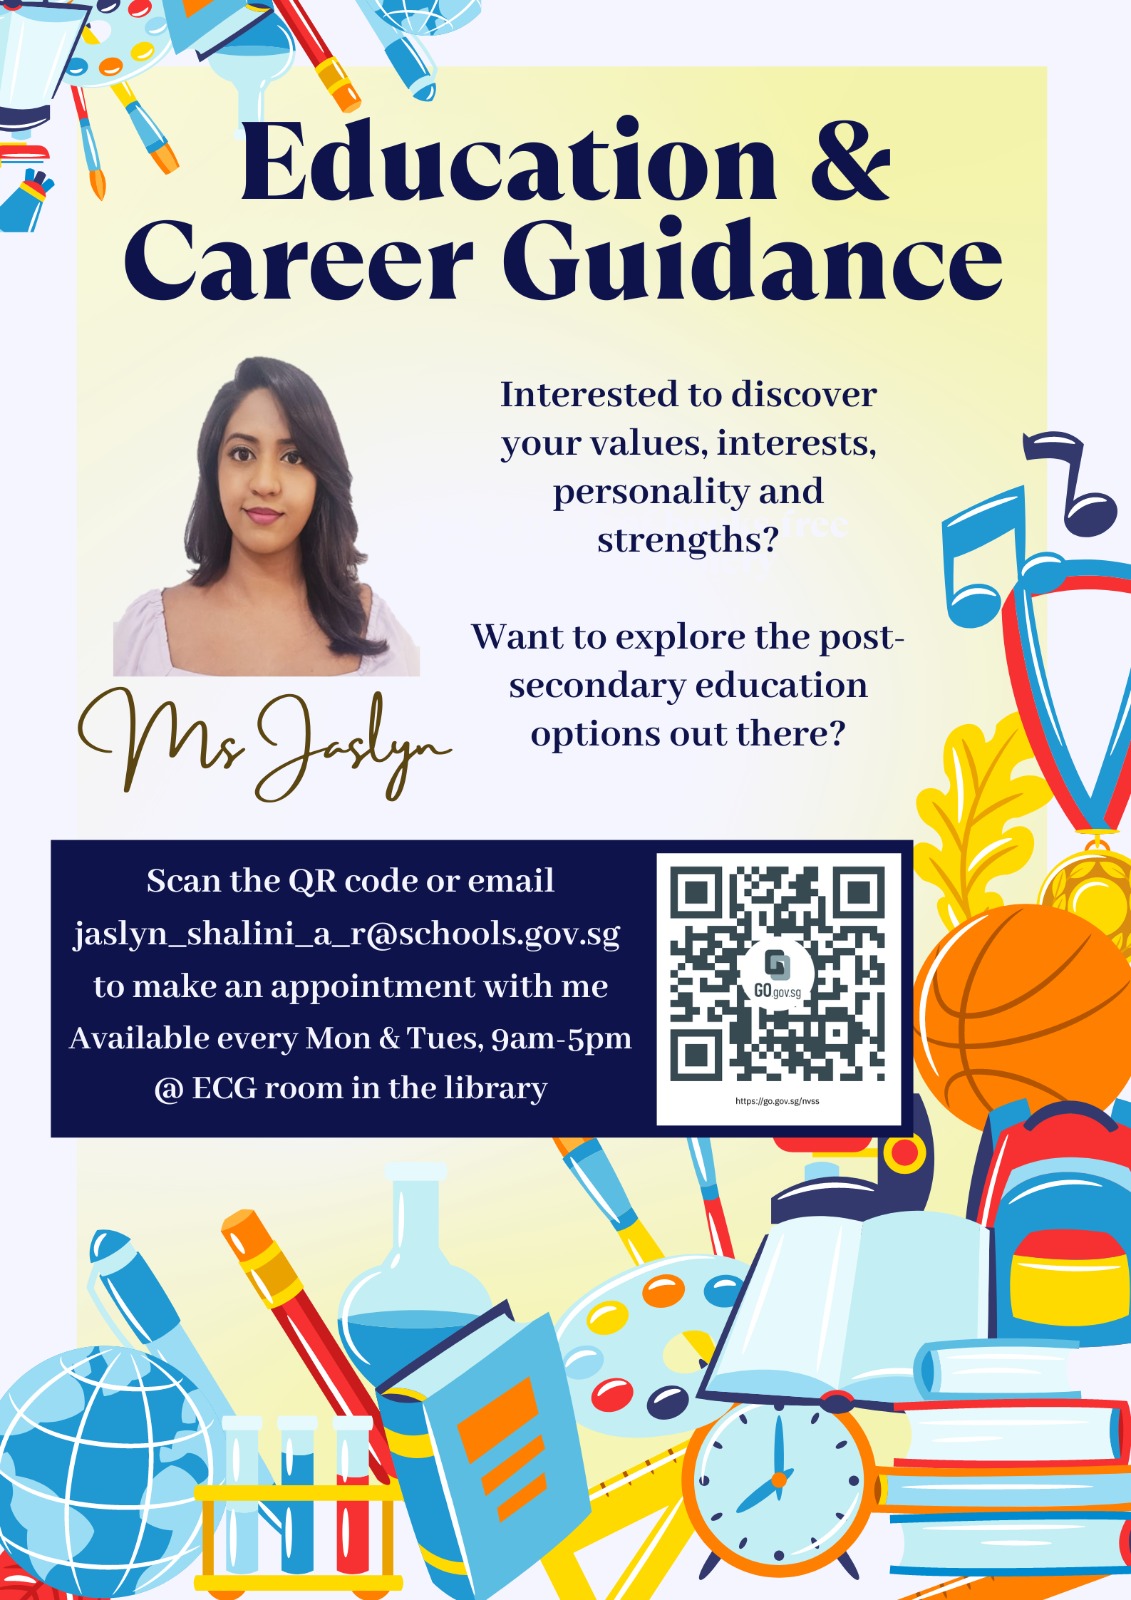 Education &
Career Guidance
Interested to discover
your values, interests,
personality and
strengths?
free
Want to explore the post-
secondary education
options out there?
Ms Jaslyn
Scan the QR code or email
jaslyn_shalini_a_r@schools.gov.sg
to make an appointment with me
Available every Mon & Tues, 9am-5pm
@ ECG room in the library
GO.gov.sg
https://go.gov.sg/nvss